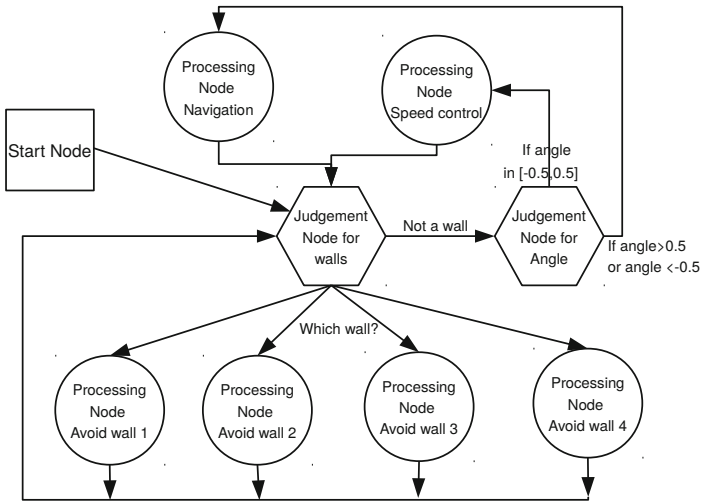 Processing
Node
Navigation
Processing
Node
Speed control
Start Node
If angle
in [-0.5,0.5]
Judgement
Node for
walls
Not a wall
Judgement
Node for
Angle
If angle>0.5
or angle <-0.5
Which wall?
Processing
Node
Avoid wall 1
Processing
Node
Avoid wall 2
Processing
Node
Avoid wall 3
Processing
Node
Avoid wall 4